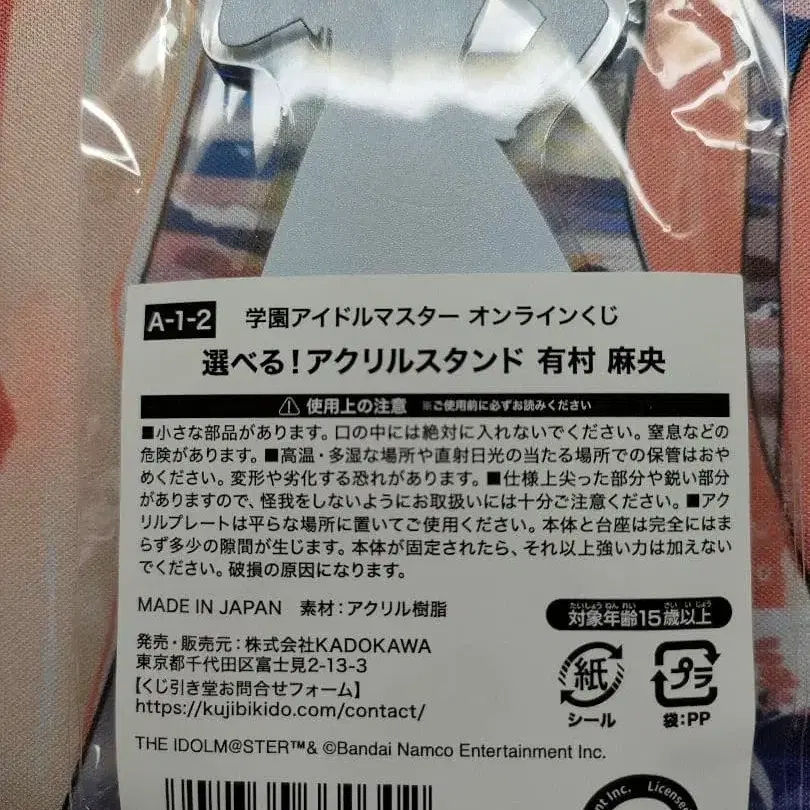 A-1-2 学園アイドルマスター オンラインくじ
選べる！アクリルスタンド 有村 麻央
⚠ 使用上の注意 ※ご使用前に必ずお読みください
■小さな部品があります。口の中には絶対に入れないでください。窒息などの
危険があります。■高温・多湿な場所や直射日光の当たる場所での保管はおや
めください。変形や劣化する恐れがあります。■仕様上尖った部分や鋭い部分
がありますので、怪我をしないようにお取扱いには十分ご注意ください。■アク
リルプレートは平らな場所に置いてご使用ください。本体と台座は完全にはま
らず多少の隙間が生じます。本体が固定されたら、それ以上強い力は加えない
でください。破損の原因になります。
MADE IN JAPAN 素材：アクリル樹脂
たいしょうねんれい さいいじょう
対象年齢15歳以上
発売・販売元：株式会社KADOKAWA
東京都千代田区富士見2-13-3
【くじ引き堂お問合せフォーム】
https://kujibikido.com/contact/
紙
シール
プラ
袋：PP
THE IDOLM@STER™& ©Bandai Namco Entertainment Inc.
nt Inc. License